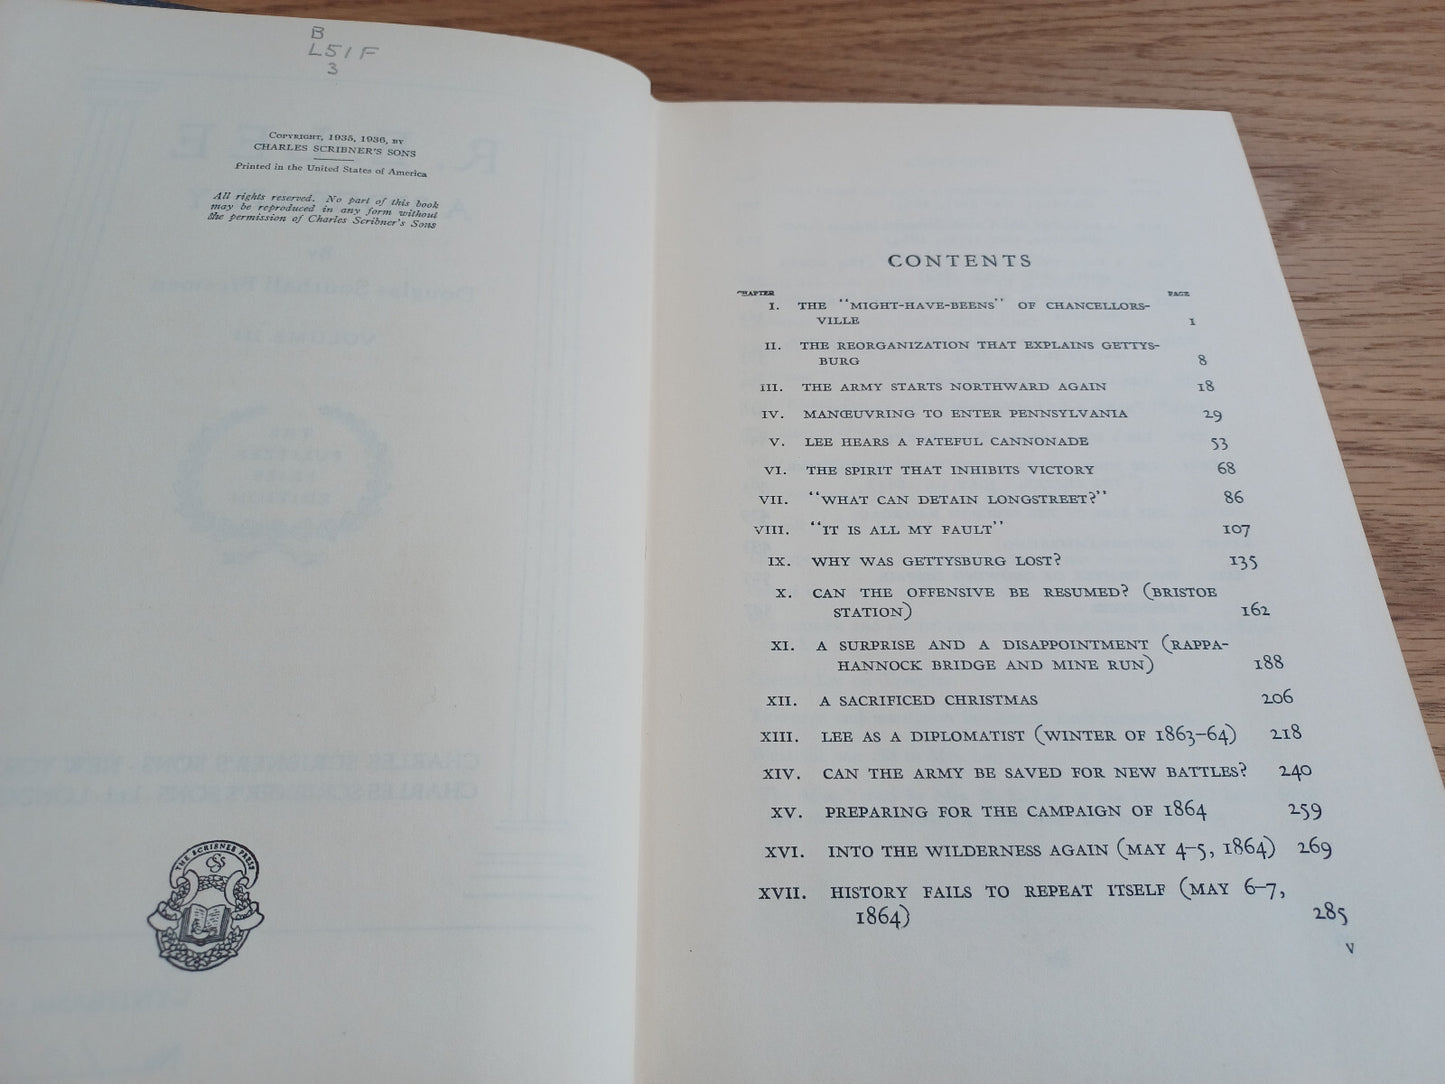 B
L51F
3
COPYRIGHT, 1935, 1936, BY
CHARLES SCRIBNER'S SONS
Printed in the United States of America
All rights reserved. No part of this book
may be reproduced in any form without
the permission of Charles Scribner's Sons
THE SCRIBNER PRESS
CSS
CONTENTS
CHAPTER PAGE
I. THE "MIGHT-HAVE-BEENS" OF CHANCELLORS-
VILLE 1
II. THE REORGANIZATION THAT EXPLAINS GETTYS-
BURG 8
III. THE ARMY STARTS NORTHWARD AGAIN 18
IV. MANŒUVRING TO ENTER PENNSYLVANIA 29
V. LEE HEARS A FATEFUL CANNONADE 53
VI. THE SPIRIT THAT INHIBITS VICTORY 68
VII. "WHAT CAN DETAIN LONGSTREET?" 86
VIII. "IT IS ALL MY FAULT" 107
IX. WHY WAS GETTYSBURG LOST? 135
X. CAN THE OFFENSIVE BE RESUMED? (BRISTOE
STATION) 162
XI. A SURPRISE AND A DISAPPOINTMENT (RAPPA-
HANNOCK BRIDGE AND MINE RUN) 188
XII. A SACRIFICED CHRISTMAS 206
XIII. LEE AS A DIPLOMATIST (WINTER OF 1863-64) 218
XIV. CAN THE ARMY BE SAVED FOR NEW BATTLES? 240
XV. PREPARING FOR THE CAMPAIGN OF 1864 259
XVI. INTO THE WILDERNESS AGAIN (MAY 4-5, 1864) 269
XVII. HISTORY FAILS TO REPEAT ITSELF (MAY 6-7,
1864) 285
V